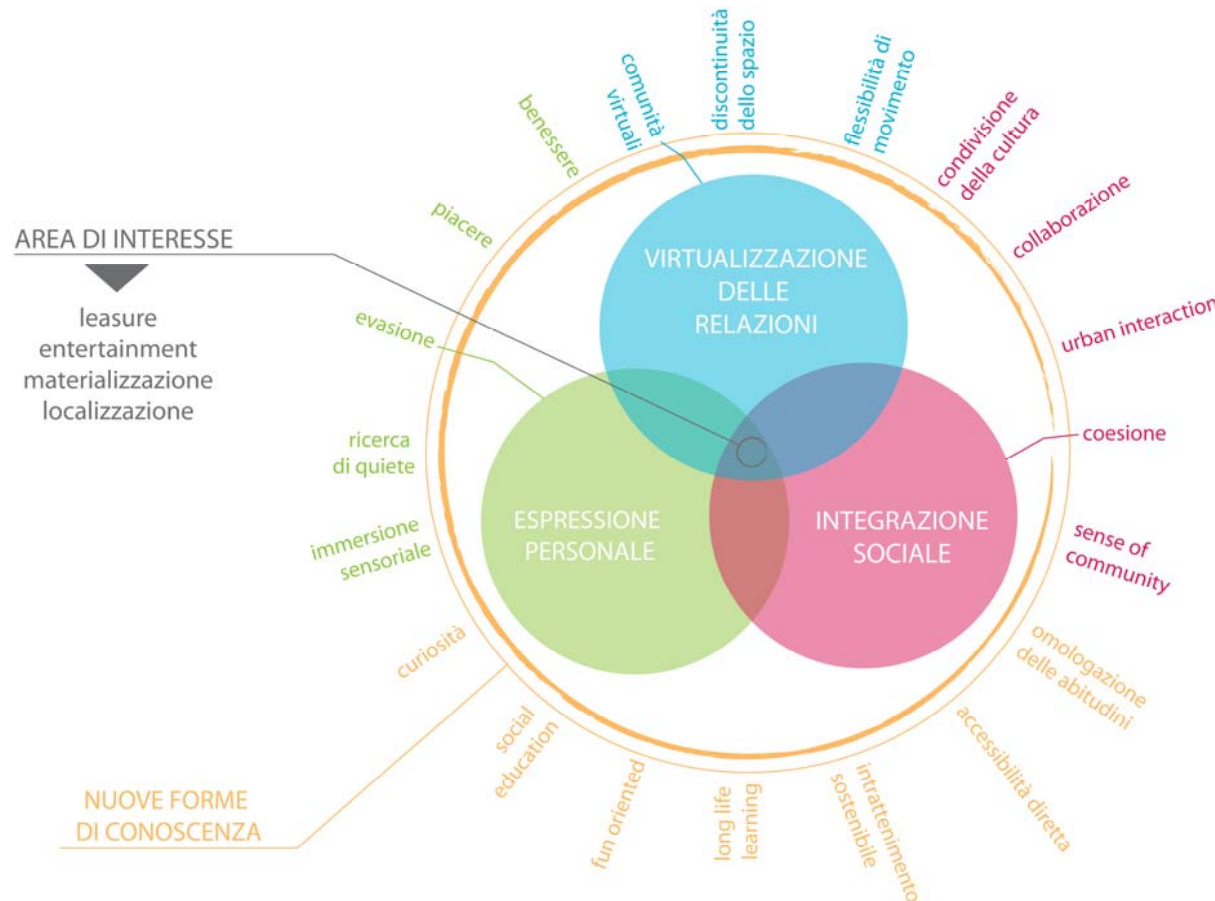 comunità
virtuali
discontinuità
dello spazio
flessibilità di
movimento
condivisione
della cultura
collaborazione
urban interaction
coesione
sense of
community
omologazione
delle abitudini
accessibilità diretta
intrattenimento
sostenibile
long life
learning
fun oriented
social
education
curiosità
immersione
sensoriale
ricerca
di quiete
evasione
piacere
benessere
AREA DI INTERESSE
leasure
entertainment
materializzazione
localizzazione
VIRTUALIZZAZIONE
DELLE
RELAZIONI
ESPRESSIONE
PERSONALE
INTEGRAZIONE
SOCIALE
NUOVE FORME
DI CONOSCENZA